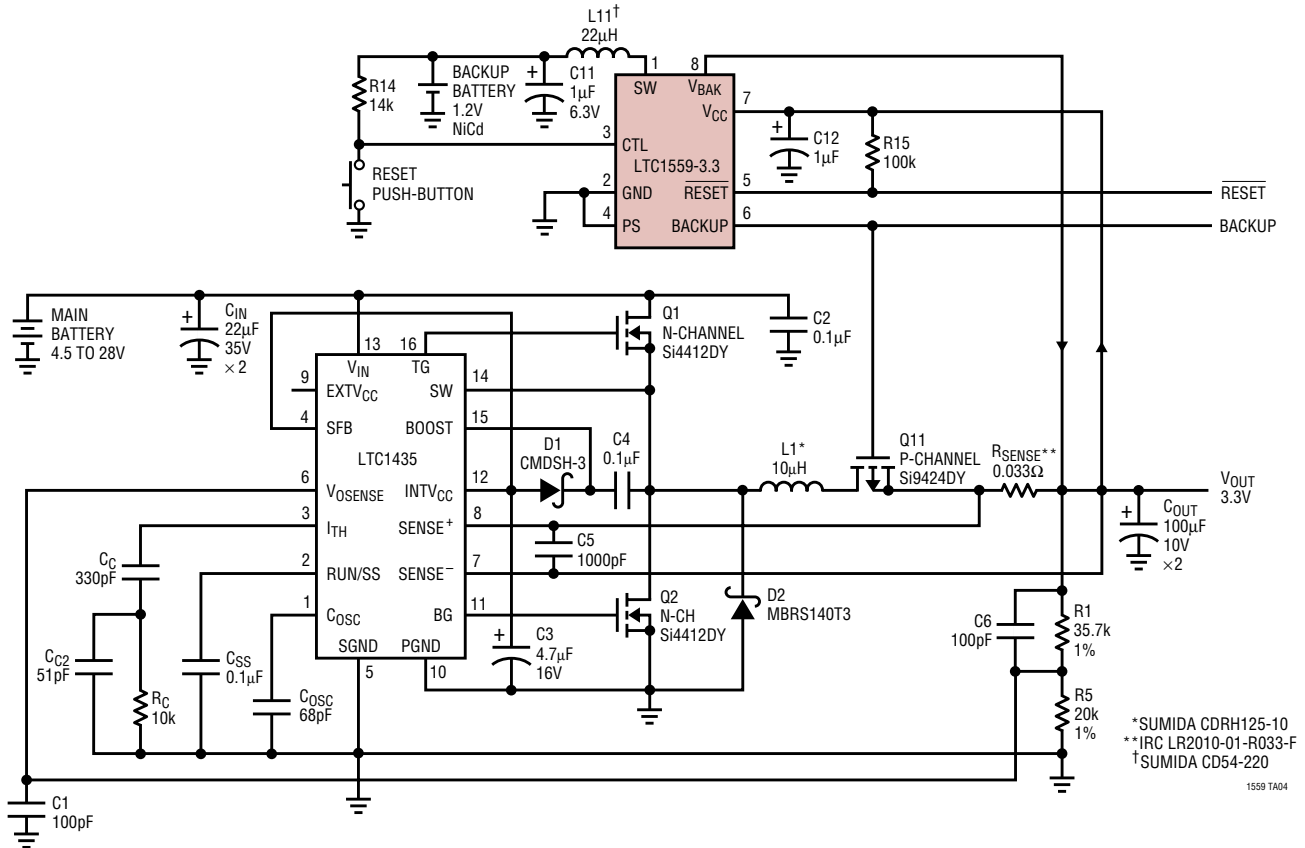 L11†
22µH
R14
14k
BACKUP
BATTERY
1.2V
NiCd
+
C11
1µF
6.3V
1
8
SW
VBAK
VCC
7
3
CTL
LTC1559-3.3
2
GND
RESET
5
4
PS
BACKUP
6
+
C12
1µF
R15
100k
RESET
BACKUP
RESET
PUSH-BUTTON
MAIN
BATTERY
4.5 TO 28V
+
CIN
22µF
35V
×2
Q1
N-CHANNEL
Si4412DY
C2
0.1µF
13
16
VIN
TG
9
EXTVCC
SW
14
4
SFB
BOOST
15
LTC1435
6
VOSENSE
INTVCC
12
3
ITH
SENSE+
8
2
RUN/SS
SENSE–
7
1
COSC
BG
11
SGND
PGND
5
10
D1
CMDSH-3
C4
0.1µF
L1*
10µH
Q11
P-CHANNEL
Si9424DY
RSENSE**
0.033Ω
VOUT
3.3V
+
COUT
100µF
10V
×2
C5
1000pF
CC
330pF
CC2
51pF
RC
10k
CSS
0.1µF
COSC
68pF
+
C3
4.7µF
16V
Q2
N-CH
Si4412DY
D2
MBRS140T3
C6
100pF
R1
35.7k
1%
R5
20k
1%
C1
100pF
*SUMIDA CDRH125-10
**IRC LR2010-01-R033-F
†SUMIDA CD54-220
1559 TA04